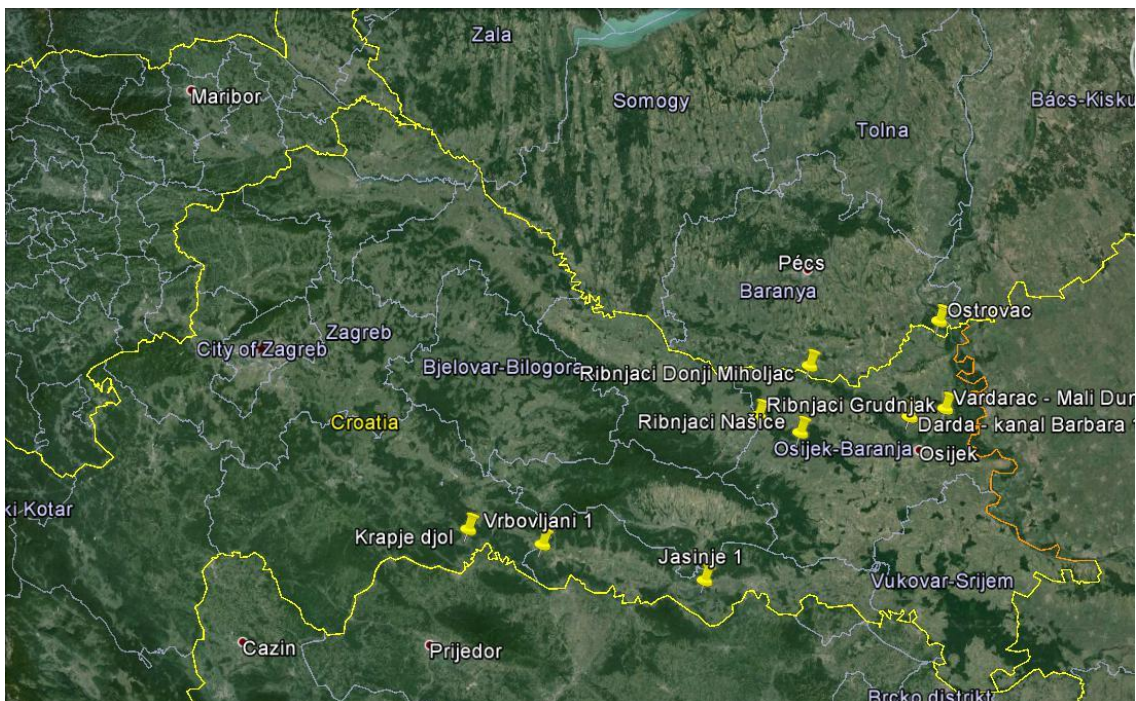 Zala
Maribor
Somogy
Bács-Kisku
Tolna
Pécs
Baranya
Ostrovac
Zagreb
City of Zagreb
Bjelovar-Bilogora
Ribnjaci Donji Miholjac
Vardarac - Mali Dun
Ribnjaci Grudnjak
Ribnjaci Našice
Darda - kanal Barbara 1
Croatia
Osijek-Baranja
Osijek
ki Kotar
Vrbovljani 1
Krapje djol
Jasinje 1
Vukovar-Srijem
Cazin
Prijedor
Brcko distrikt